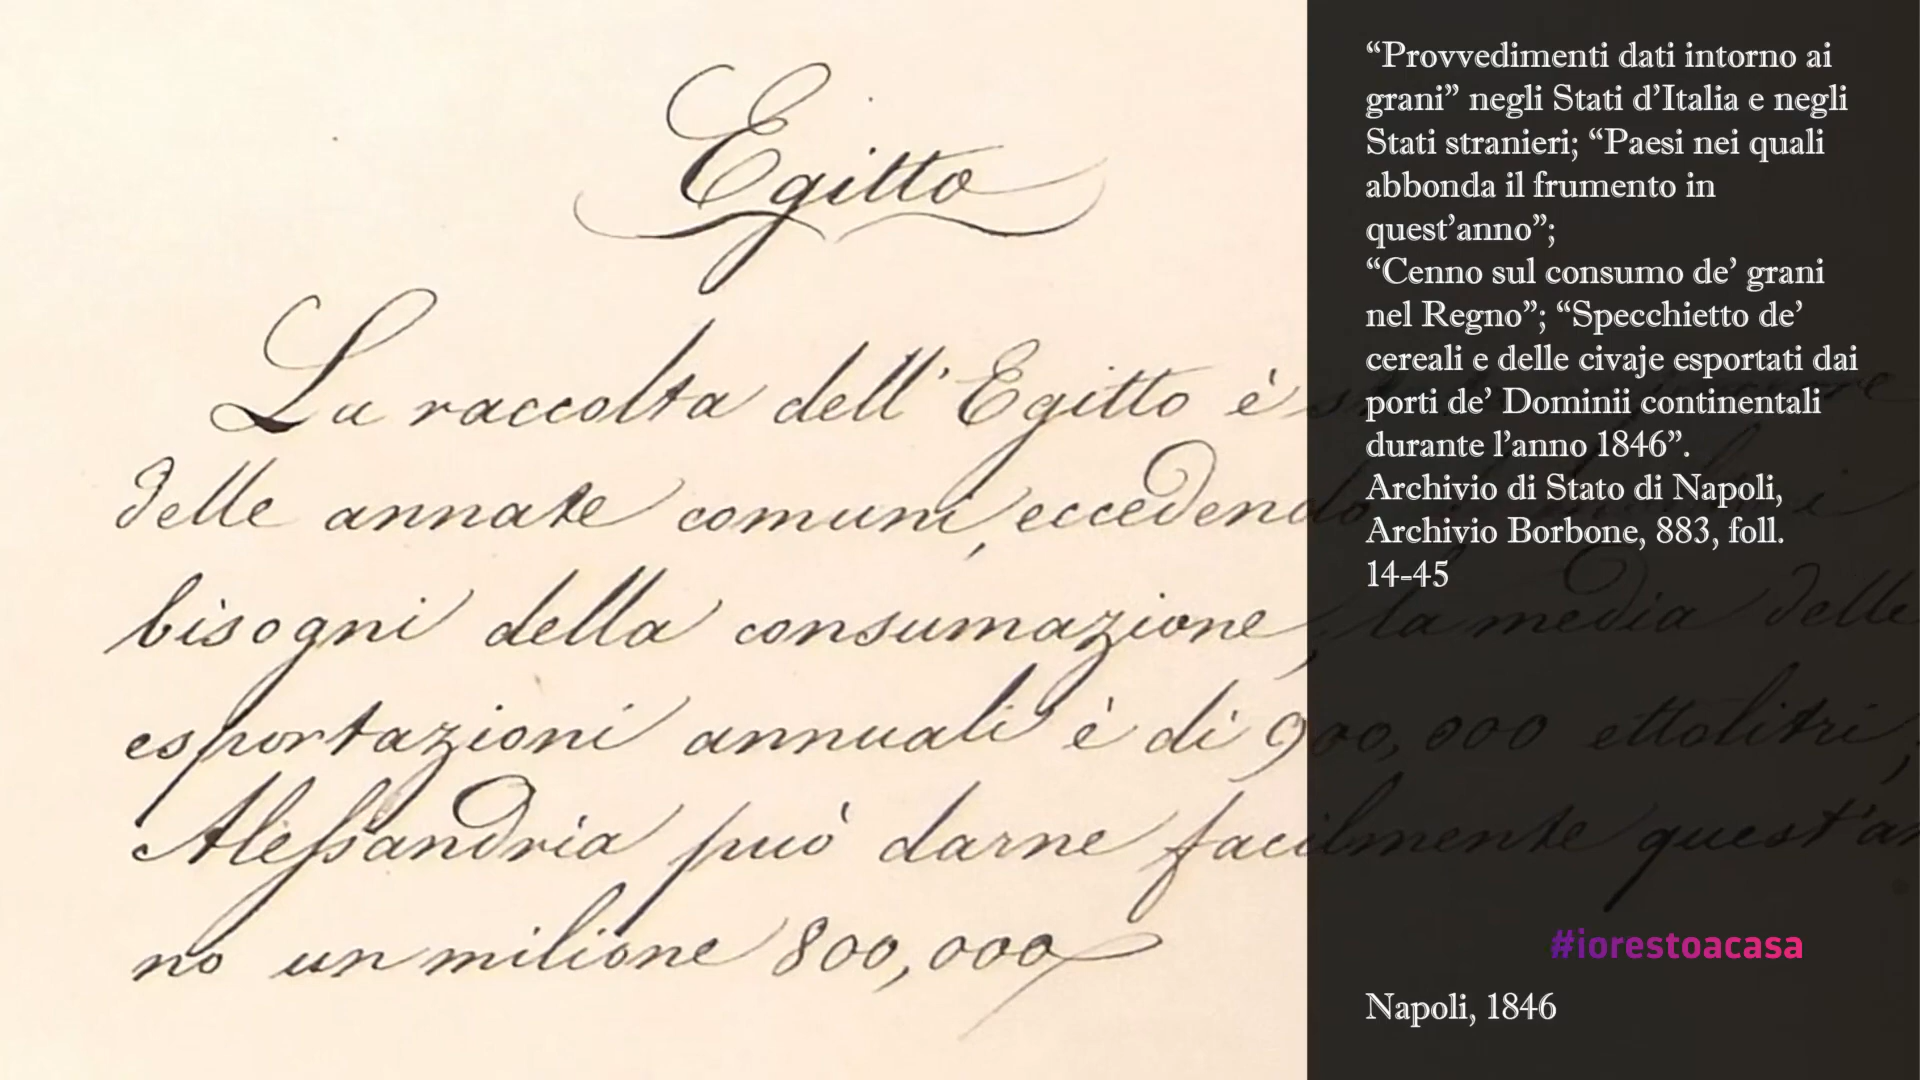 Egitto
La raccolta dell' Egitto è
delle annate comuni, eccedendo
bisogni della consumazione, la media delle
esportazioni annuali è di 900,000 ettolitri,
Alessandria può darne facilmente quest'an
no un milione 800,000
“Provvedimenti dati intorno ai
grani” negli Stati d’Italia e negli
Stati stranieri; “Paesi nei quali
abbonda il frumento in
quest’anno”;
“Cenno sul consumo de’ grani
nel Regno”; “Specchietto de’
cereali e delle civaje esportati dai
porti de’ Dominii continentali
durante l’anno 1846”.
Archivio di Stato di Napoli,
Archivio Borbone, 883, foll.
14-45
#iorestoacasa
Napoli, 1846